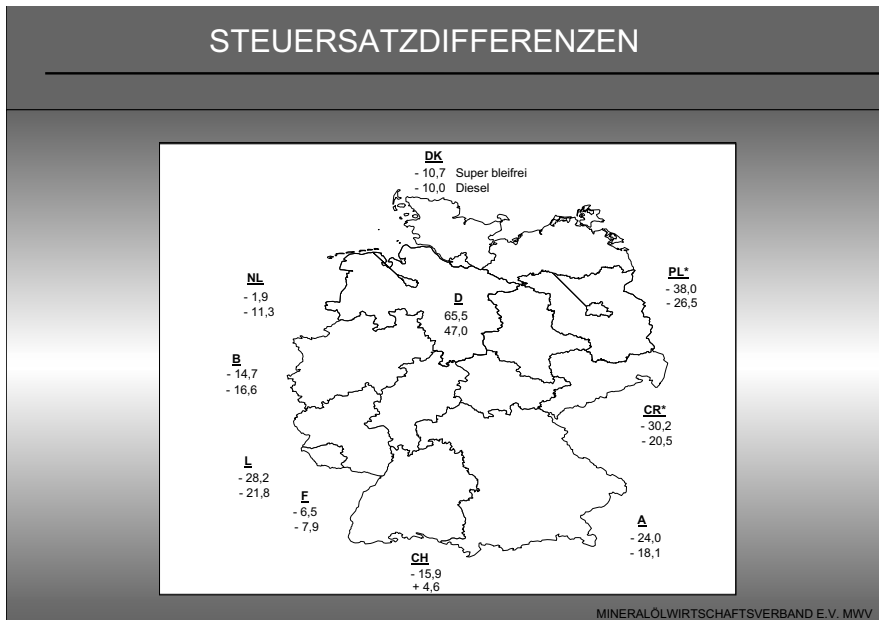 STEUERSATZDIFFERENZEN
DK
- 10,7 Super bleifrei
- 10,0 Diesel
NL
- 1,9
- 11,3
D
65,5
47,0
PL*
- 38,0
- 26,5
B
- 14,7
- 16,6
CR*
- 30,2
- 20,5
L
- 28,2
- 21,8
F
- 6,5
- 7,9
A
- 24,0
- 18,1
CH
- 15,9
+ 4,6
MINERALÖLWIRTSCHAFTSVERBAND E.V. MWV